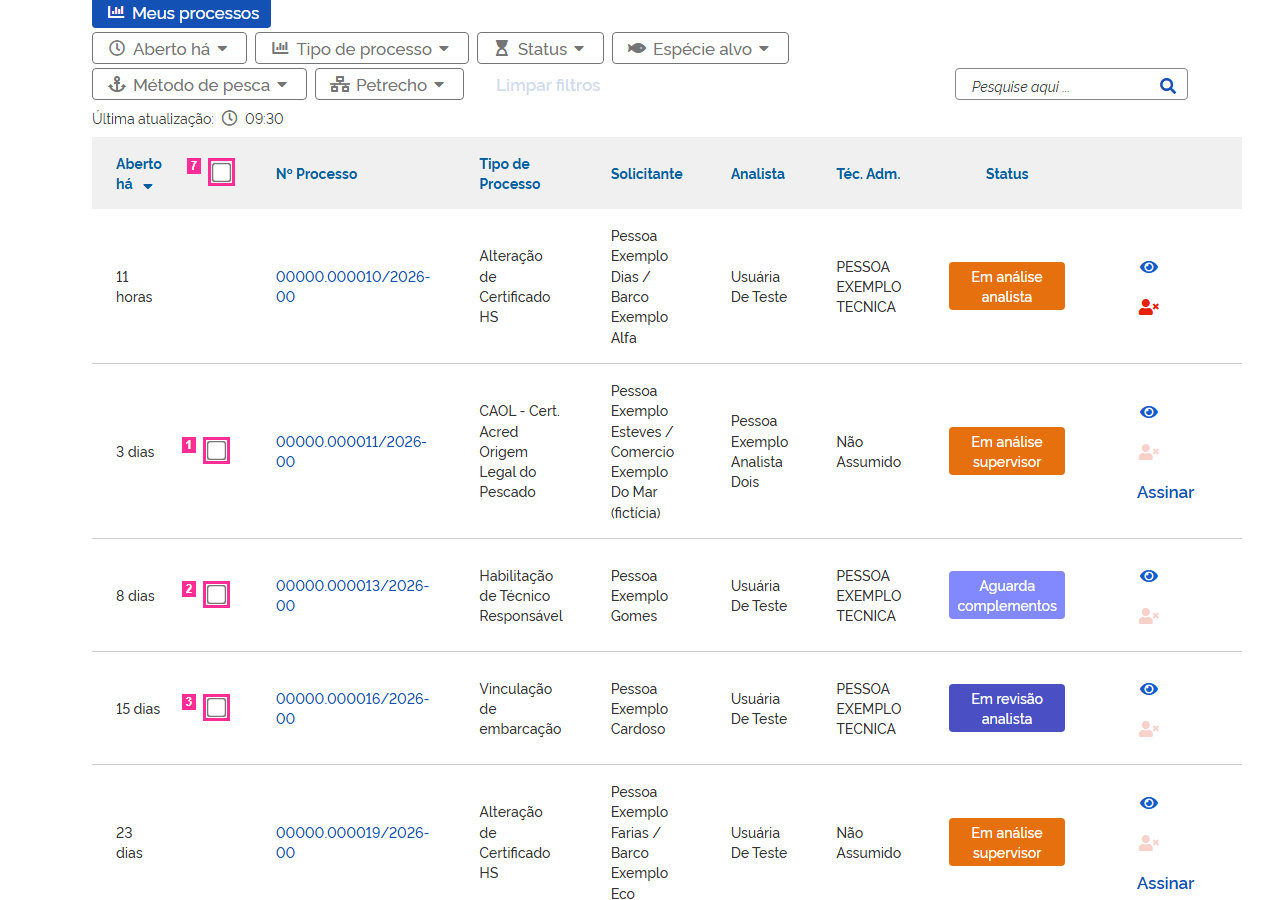 Meus processos
Aberto há
Tipo de processo
Status
Espécie alvo
Método de pesca
Petrecho
Limpar filtros
Pesquise aqui ...
Última atualização: 09:30
Aberto há
7
Nº Processo
Tipo de Processo
Solicitante
Analista
Téc. Adm.
Status
11 horas
00000.000010/2026-00
Alteração de Certificado HS
Pessoa Exemplo Dias / Barco Exemplo Alfa
Usuária De Teste
PESSOA EXEMPLO TECNICA
Em análise analista
3 dias
1
00000.000011/2026-00
CAOL - Cert. Acred Origem Legal do Pescado
Pessoa Exemplo Esteves / Comercio Exemplo Do Mar (fictícia)
Pessoa Exemplo Analista Dois
Não Assumido
Em análise supervisor
Assinar
8 dias
2
00000.000013/2026-00
Habilitação de Técnico Responsável
Pessoa Exemplo Gomes
Usuária De Teste
PESSOA EXEMPLO TECNICA
Aguarda complementos
15 dias
3
00000.000016/2026-00
Vinculação de embarcação
Pessoa Exemplo Cardoso
Usuária De Teste
PESSOA EXEMPLO TECNICA
Em revisão analista
23 dias
00000.000019/2026-00
Alteração de Certificado HS
Pessoa Exemplo Farias / Barco Exemplo Eco
Usuária De Teste
Não Assumido
Em análise supervisor
Assinar